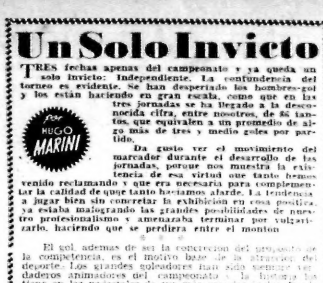 Un Solo Invicto
TRES fechas apenas del campeonato y ya queda un
solo invicto: Independiente. La contundencia del
torneo es evidente. Se han despertado los hombres-gol
y los están haciendo en gran escala, como que en las
tres jornadas se ha llegado a la desco-
nocida cifra, entre nosotros, de 86 tan-
tos, que equivalen a un promedio de al-
go más de tres y medio goles por par-
tido.
por
HUGO
MARINI
Da gusto ver el movimiento del
marcador durante el desarrollo de las
jornadas, porque nos muestra la exis-
tencia de esa virtud que tanto hemos
venido reclamando y que era necesaria para complemen-
tar la calidad de que tanto hacíamos alarde. La tendencia
a jugar bien sin concretar la exhibición en cosa positiva,
ya estaba malogrando las grandes posibilidades de nues-
tro profesionalismo y amenazaba terminar por vulgari-
zarlo, haciendo que se perdiera entre el montón
El gol, además de ser la concreción del propósito de
la competencia, es el motivo base de la atracción del
deporte. Los grandes goleadores han sido siempre ver-
daderos animadores del campeonato y la historia los